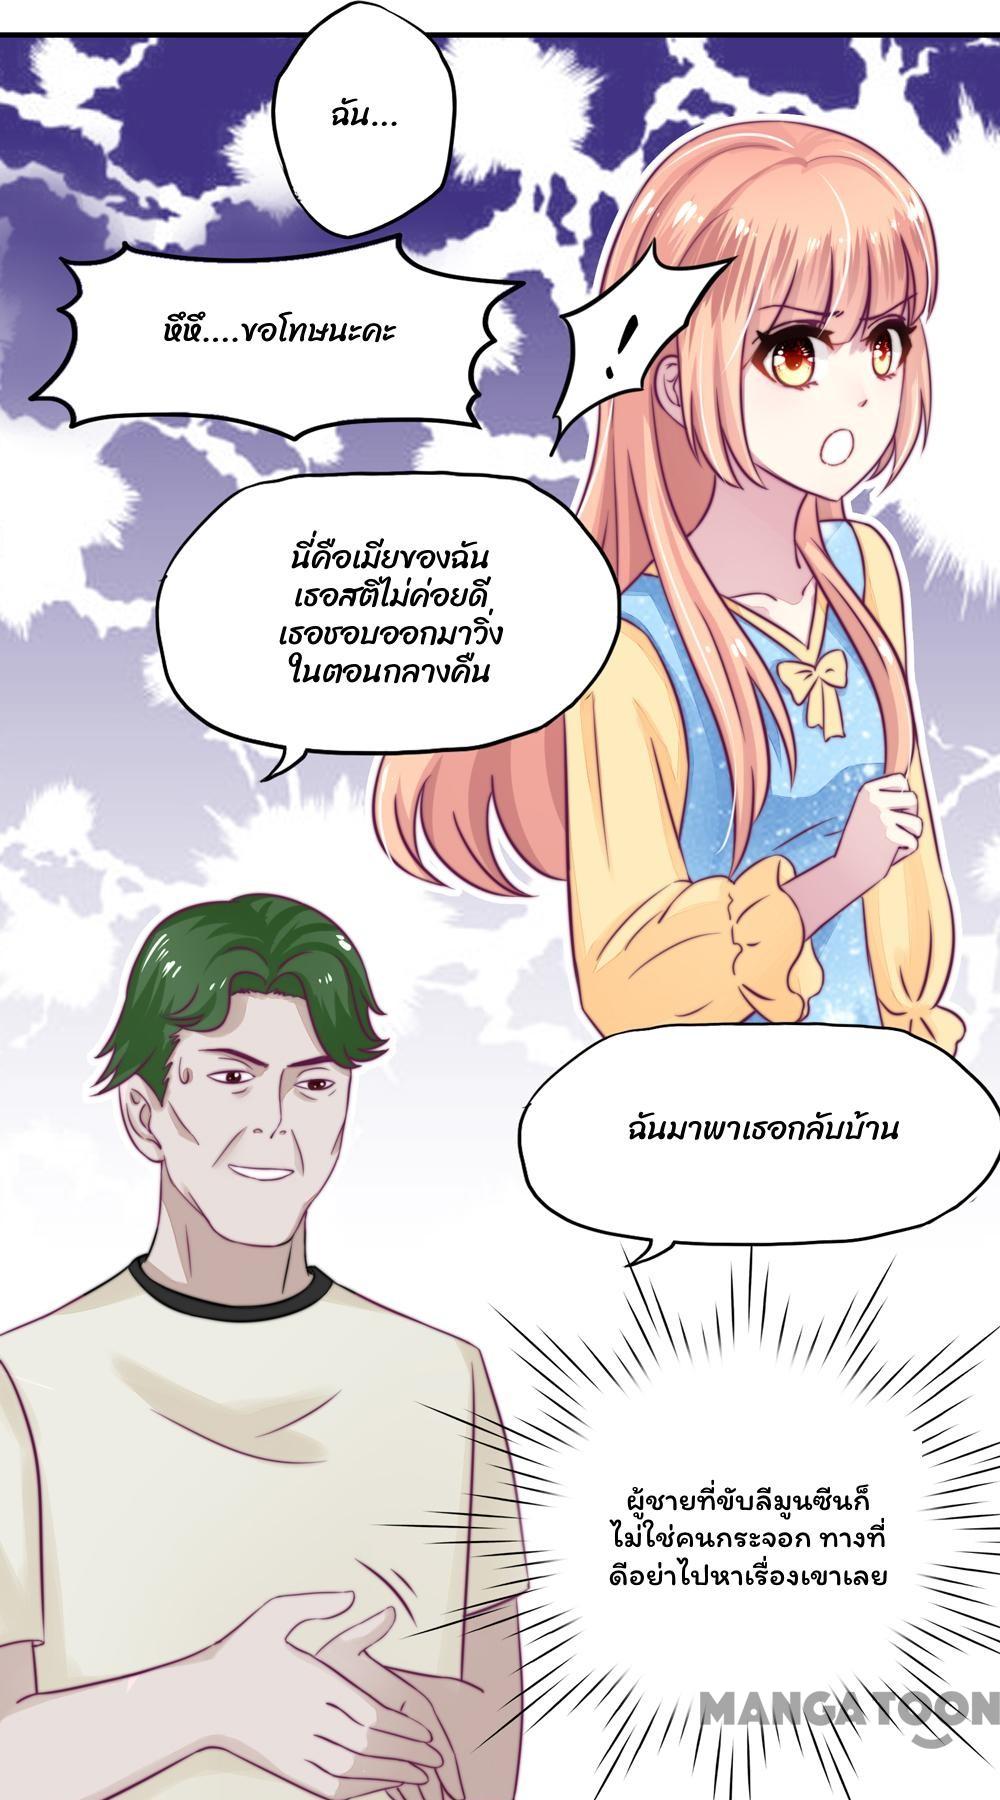 ฉัน...
หึหึ....ขอโทษนะคะ
!
นี่คือเมียของฉัน
เธอสติไม่ค่อยดี
เธอชอบออกมาวิ่ง
ในตอนกลางคืน
ฉันมาพาเธอกลับบ้าน
ผู้ชายที่ขับลีมูนซีนก็
ไม่ใช่คนกระจอก ทางที่
ดีอย่าไปหาเรื่องเขาเลย
MANGATOON